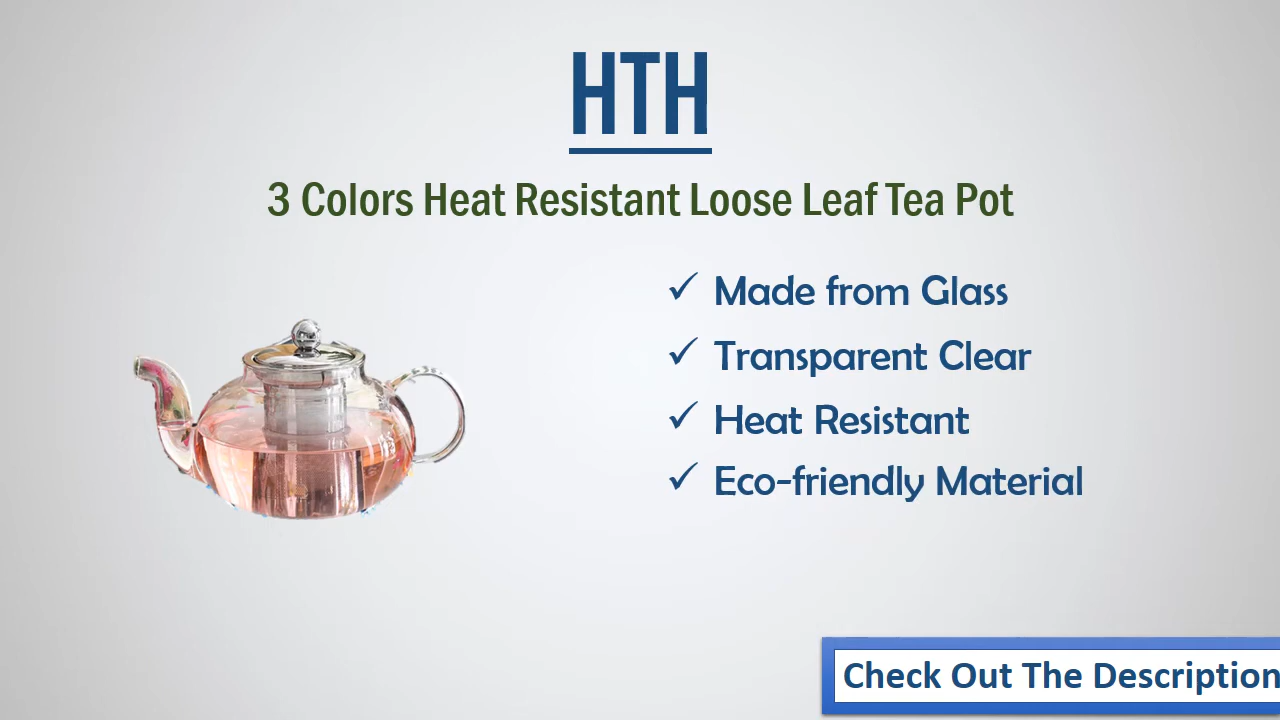 HTH
3 Colors Heat Resistant Loose Leaf Tea Pot
✓ Made from Glass
✓ Transparent Clear
✓ Heat Resistant
✓ Eco-friendly Material
Check Out The Description